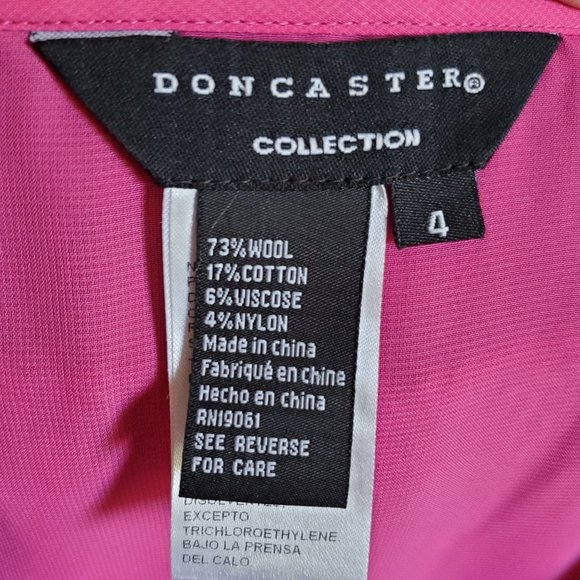 DONCASTER®
COLLECTION
4
73%WOOL
17%COTTON
6%VISCOSE
4%NYLON
Made in China
Fabriqué en Chine
Hecho en china
RN19061
SEE REVERSE
FOR CARE
EXCEPTO
TRICHLOROETHYLENE.
BAJO LA PRENSA
DEL CALO